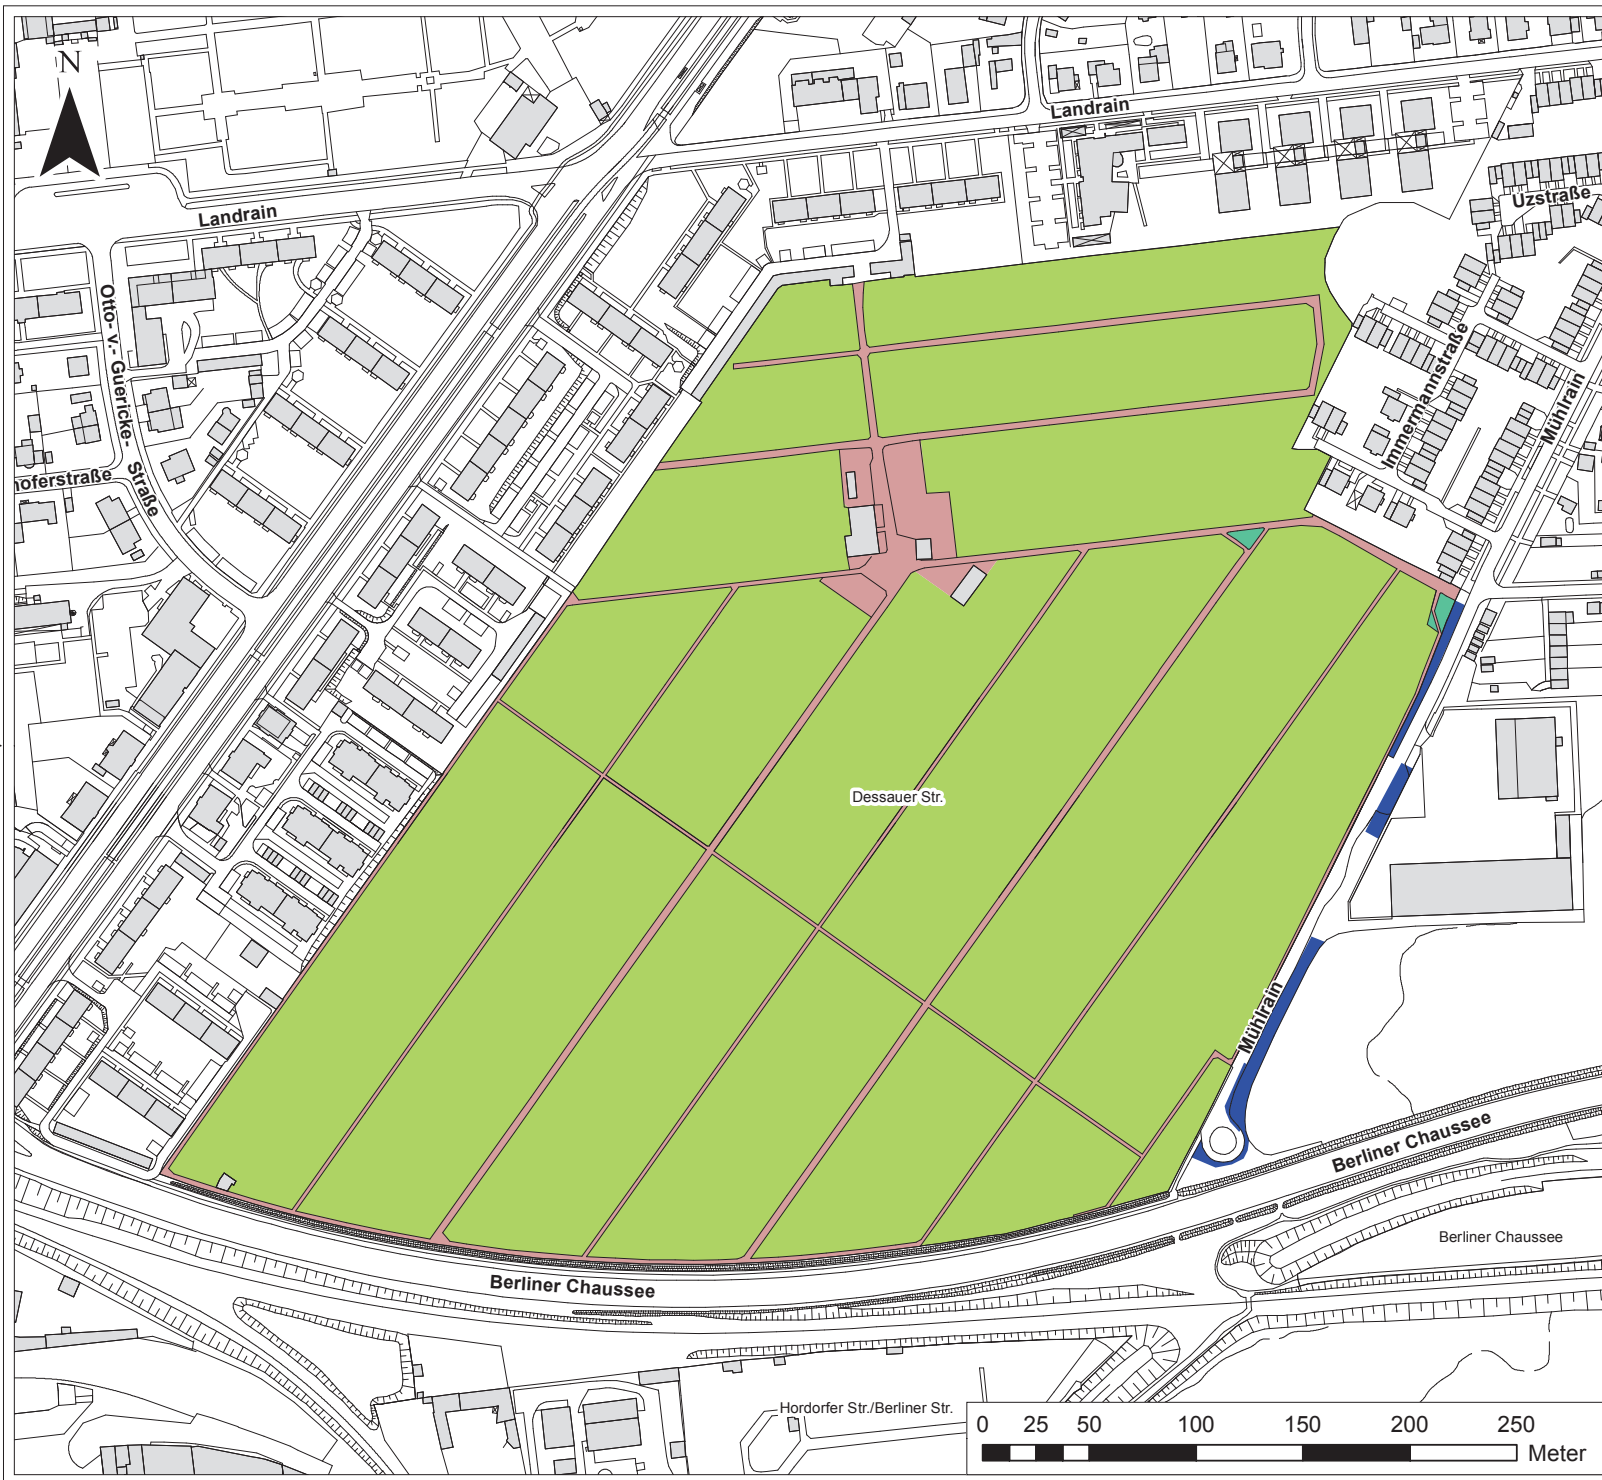 N
Landrain
Landrain
Uzstraße
Otto- v.- Guericke-
Straße
hoferstraße
Immermannstraße
Mühlrain
Dessauer Str.
Mühlrain
Berliner Chaussee
Berliner Chaussee
Berliner Chaussee
Hordorfer Str./Berliner Str.
0 25 50 100 150 200 250
Meter